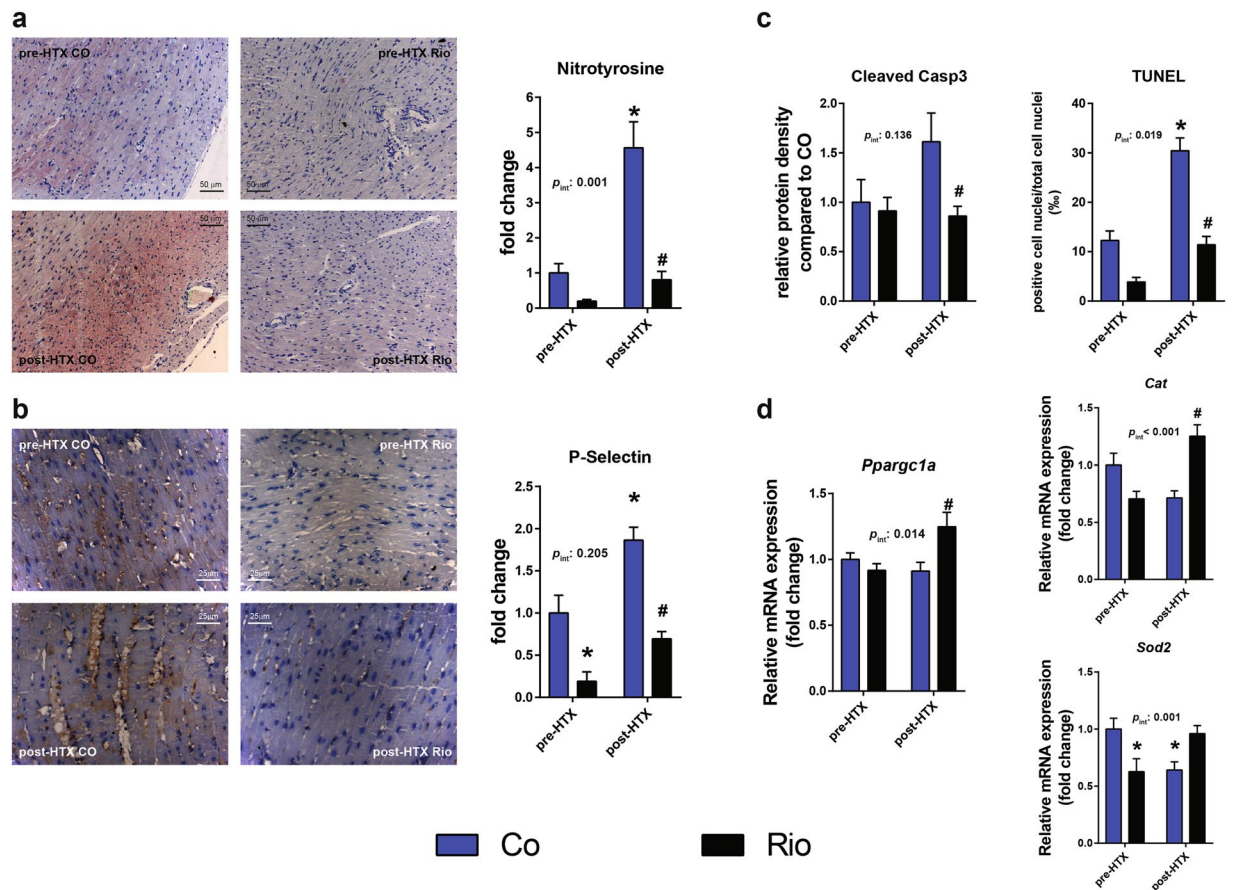 a
pre-HTX CO
50 µm
pre-HTX Rio
50 µm
50 µm
post-HTX CO
50 µm
post-HTX Rio
Nitrotyrosine
fold change
6
5
4
3
2
1
0
pint: 0.001
*
#
pre-HTX
post-HTX
b
pre-HTX CO
25µm
pre-HTX Rio
25µm
25µm
post-HTX CO
25µm
post-HTX Rio
P-Selectin
fold change
2.5
2.0
1.5
1.0
0.5
0.0
pint: 0.205
*
*
#
pre-HTX
post-HTX
c
Cleaved Casp3
relative protein density
compared to CO
2.0
1.5
1.0
0.5
0.0
pint: 0.136
#
pre-HTX
post-HTX
TUNEL
positive cell nuclei/total cell nuclei
(‰)
40
30
20
10
0
pint: 0.019
*
#
pre-HTX
post-HTX
d
Ppargc1a
Relative mRNA expression
(fold change)
1.5
1.0
0.5
0.0
pint: 0.014
#
pre-HTX
post-HTX
Cat
Relative mRNA expression
(fold change)
1.5
1.0
0.5
0.0
pint< 0.001
#
pre-HTX
post-HTX
Sod2
Relative mRNA expression
(fold change)
1.5
1.0
0.5
0.0
pint: 0.001
*
*
pre-HTX
post-HTX
Co
Rio